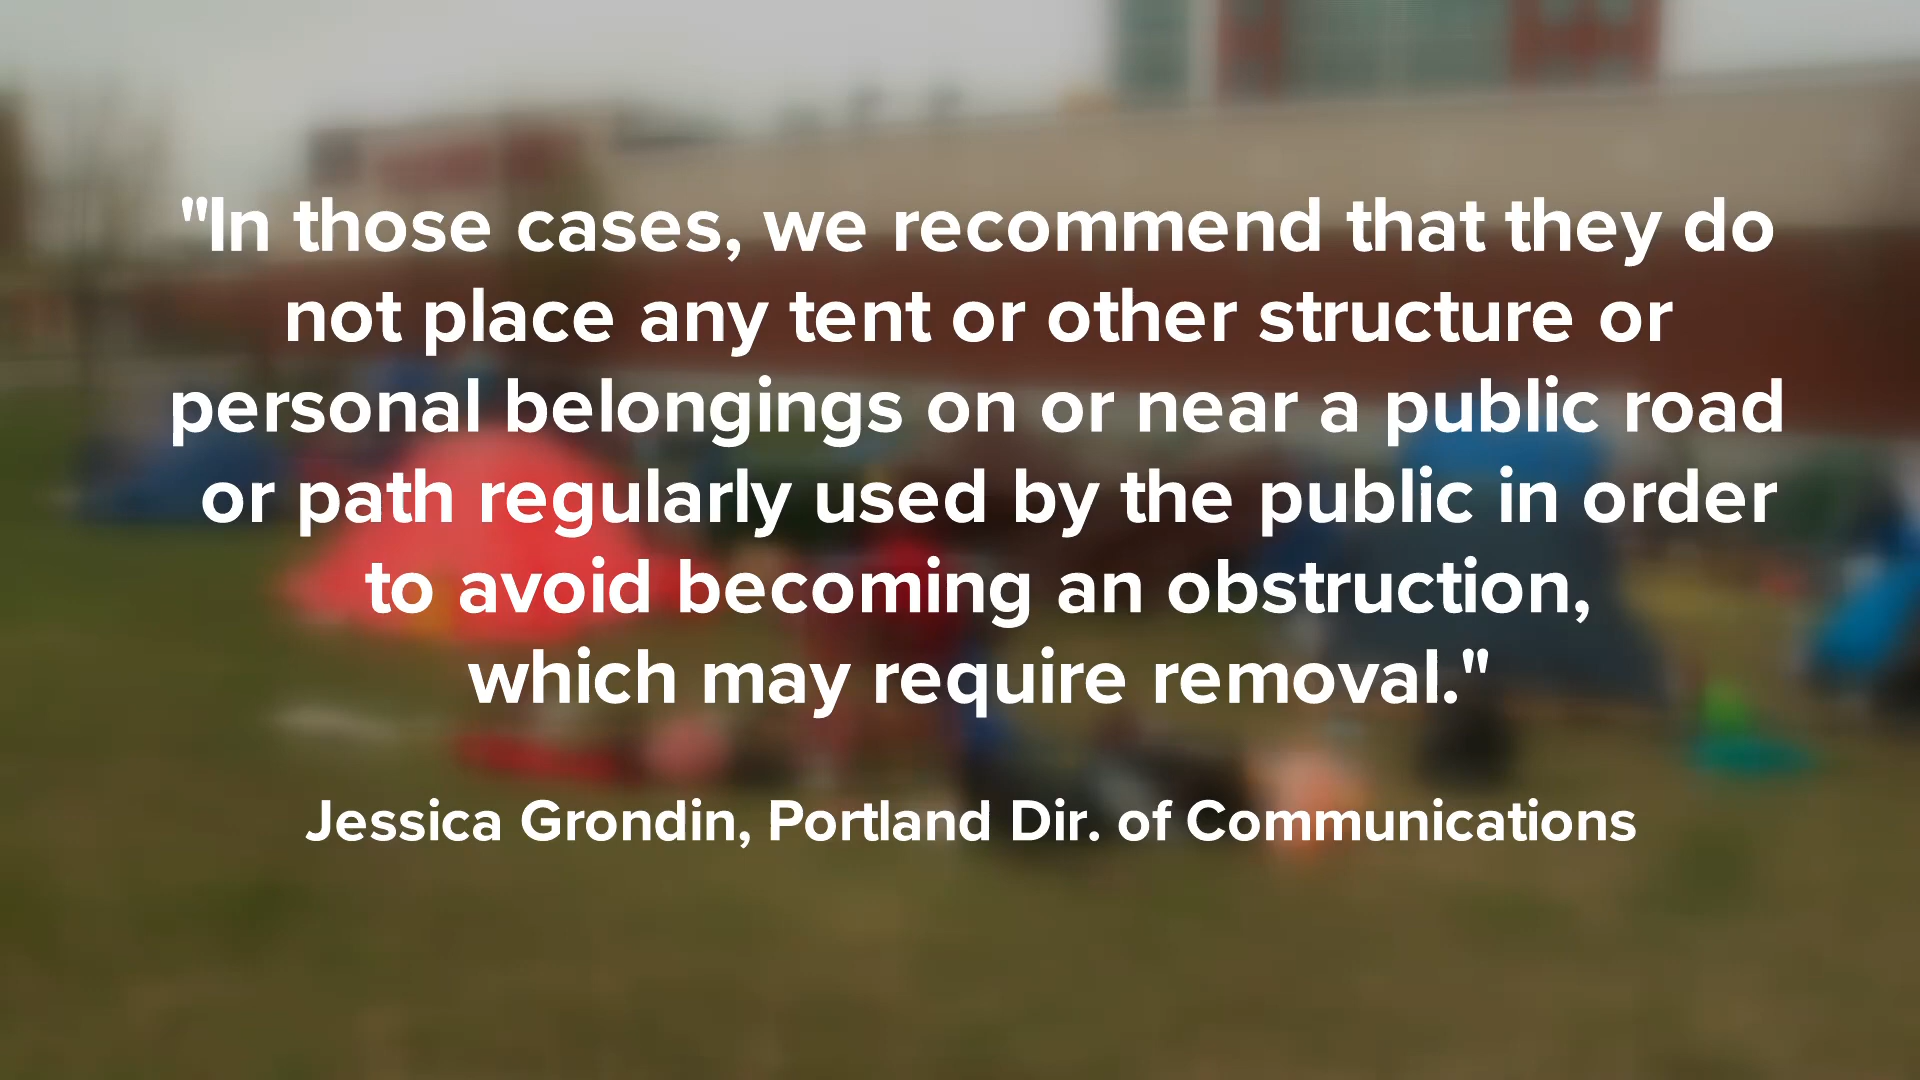 "In those cases, we recommend that they do
not place any tent or other structure or
personal belongings on or near a public road
or path regularly used by the public in order
to avoid becoming an obstruction,
which may require removal."
Jessica Grondin, Portland Dir. of Communications